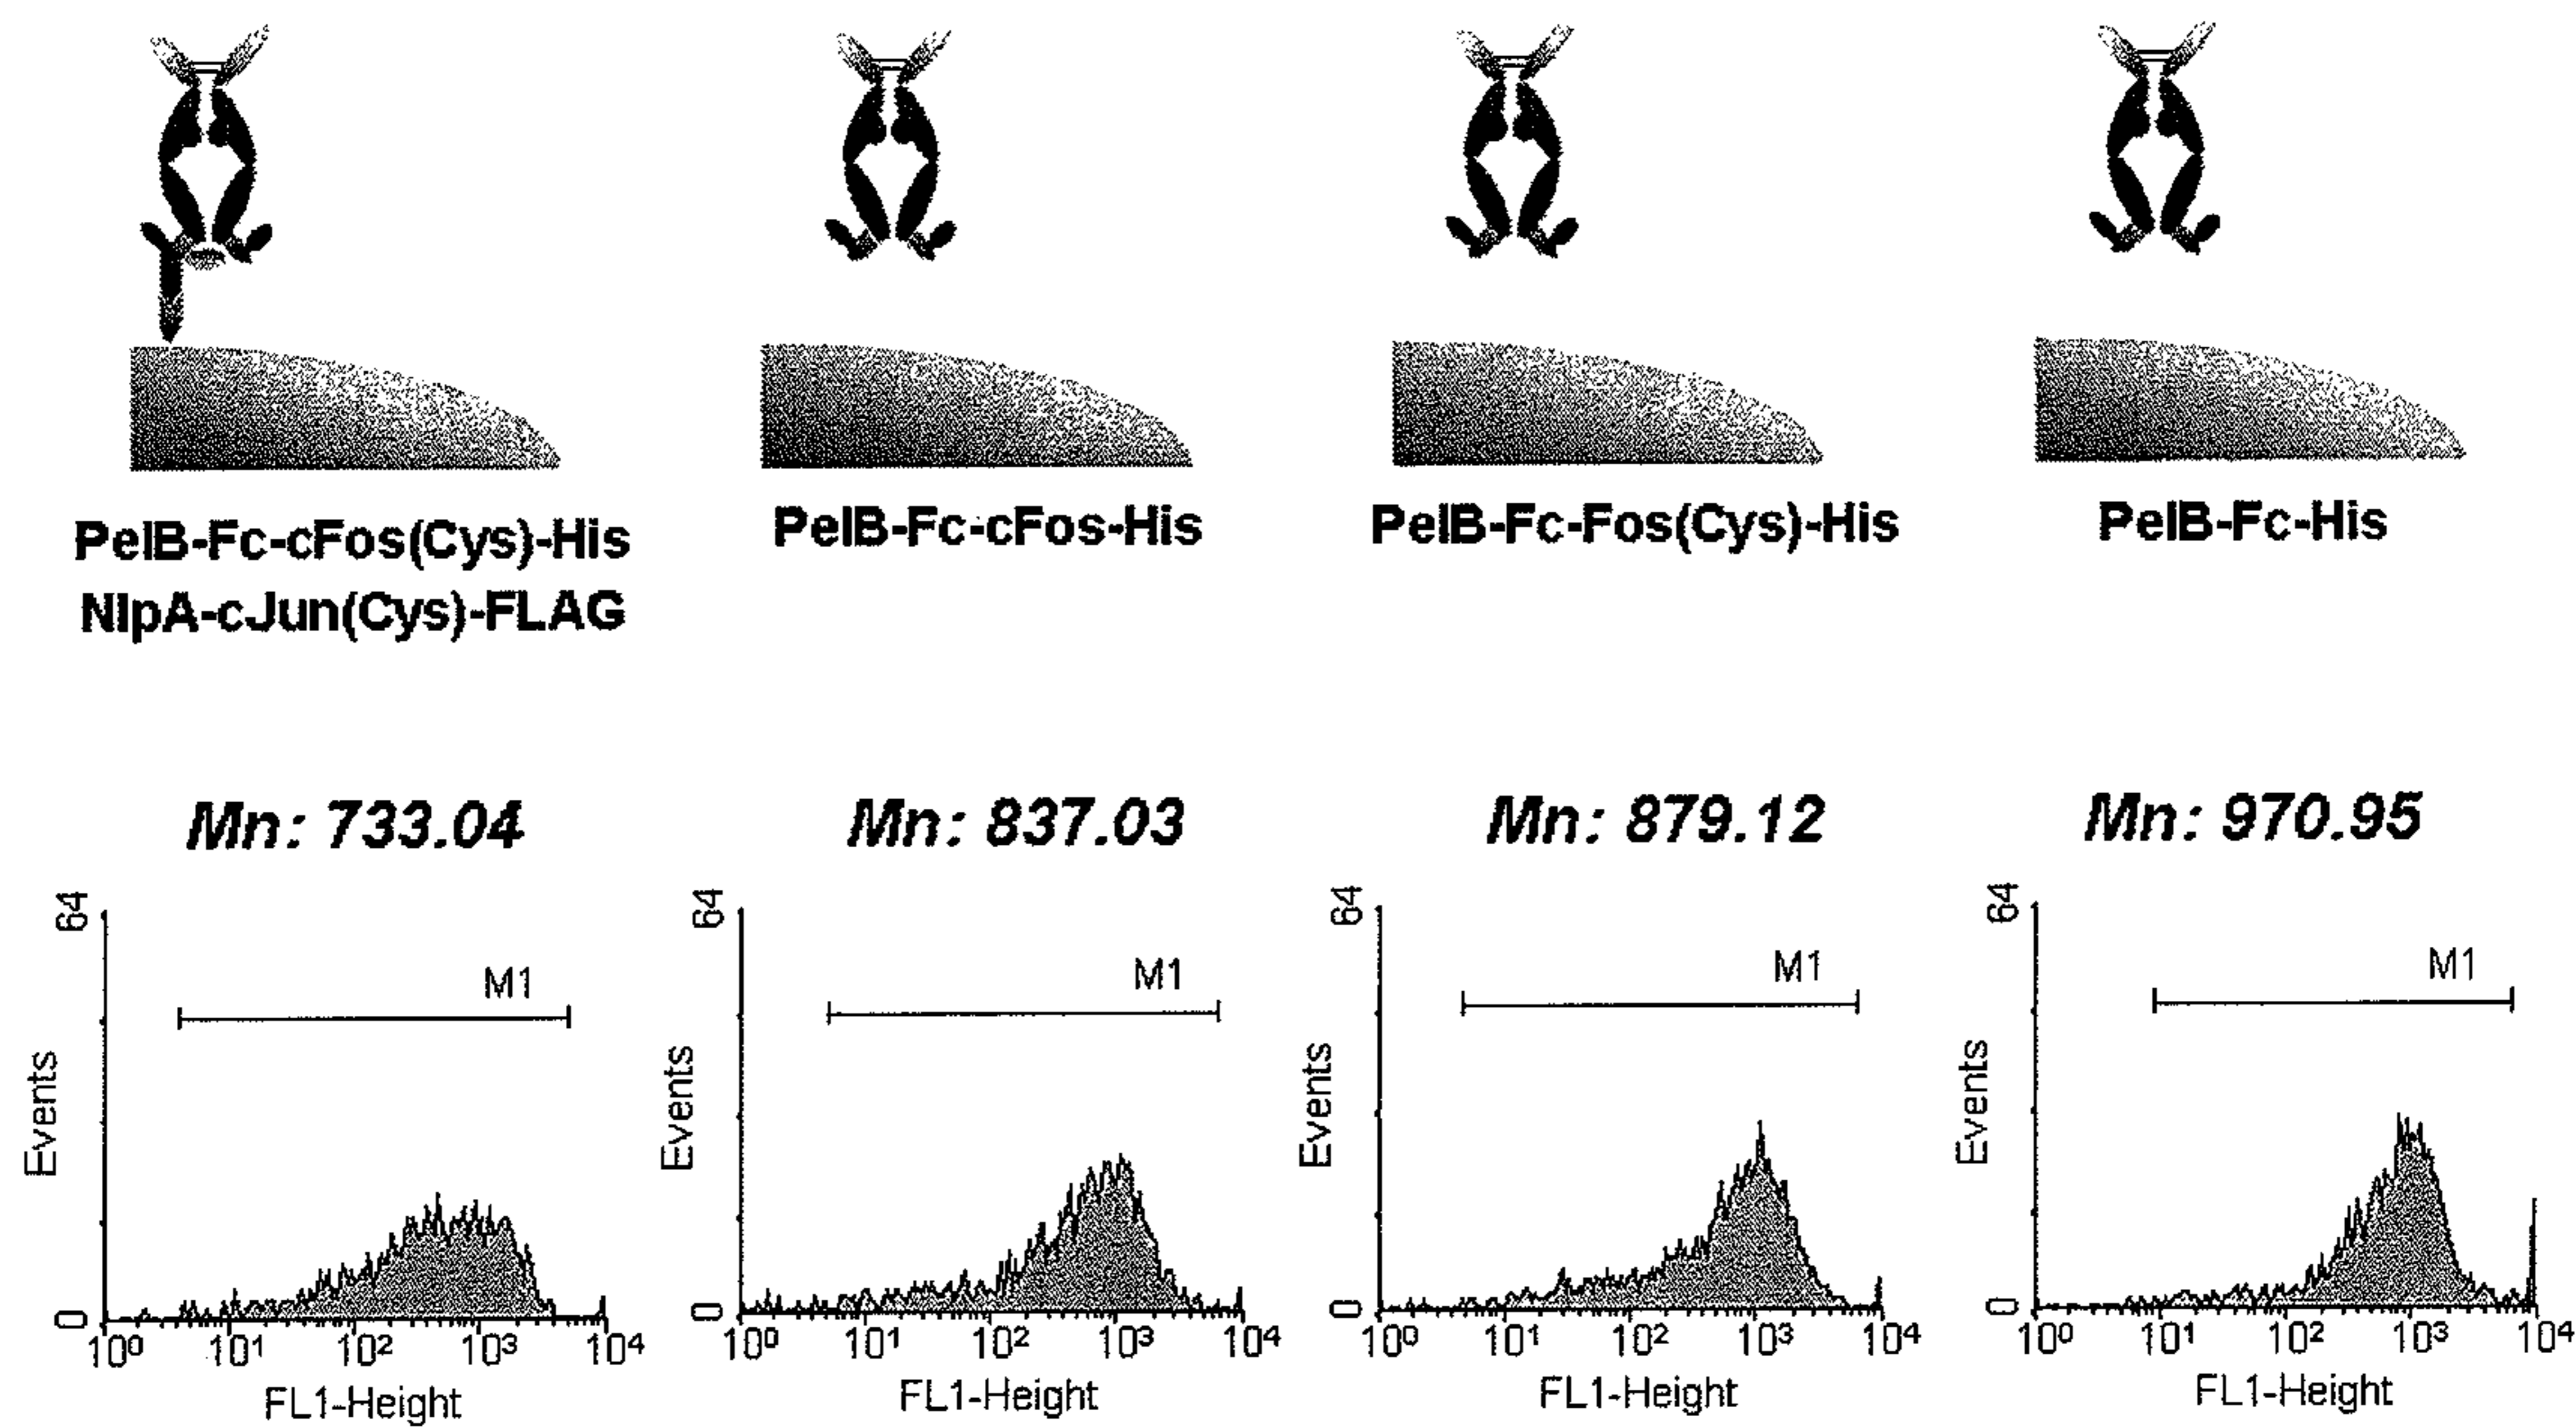 PelB-Fc-cFos(Cys)-His
NlpA-cJun(Cys)-FLAG
PelB-Fc-cFos-His
PelB-Fc-Fos(Cys)-His
PelB-Fc-His
Mn: 733.04
Mn: 837.03
Mn: 879.12
Mn: 970.95
64
M1
Events
0
10⁰ 10¹ 10² 10³ 10⁴
FL1-Height
64
M1
Events
0
10⁰ 10¹ 10² 10³ 10⁴
FL1-Height
64
M1
Events
0
10⁰ 10¹ 10² 10³ 10⁴
FL1-Height
64
M1
Events
0
10⁰ 10¹ 10² 10³ 10⁴
FL1-Height